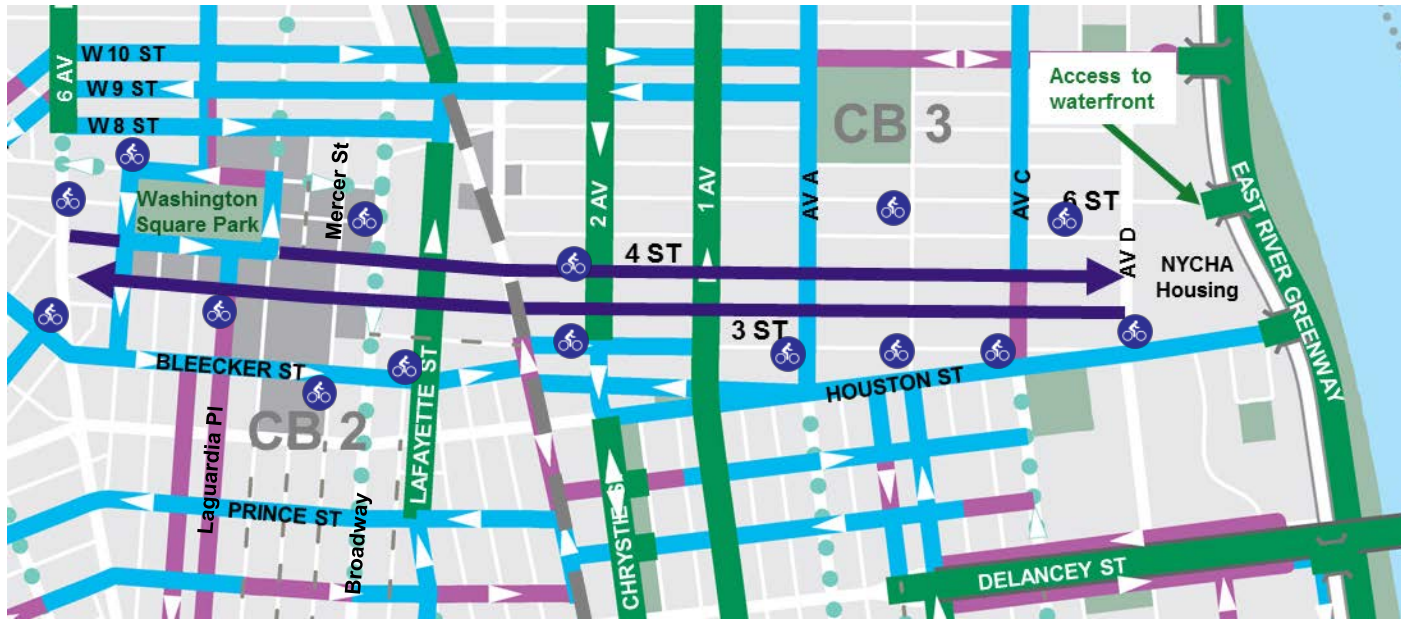 6 AV
W 10 ST
W 9 ST
W 8 ST
Access to
waterfront
CB 3
Mercer St
2 AV
1 AV
AV A
AV C
6 ST
AV D
EAST RIVER GREENWAY
Washington
Square Park
4 ST
NYCHA
Housing
3 ST
BLEECKER ST
LAFAYETTE ST
HOUSTON ST
CB 2
Laguardia Pl
PRINCE ST
Broadway
CHRYSTIE S
DELANCEY ST